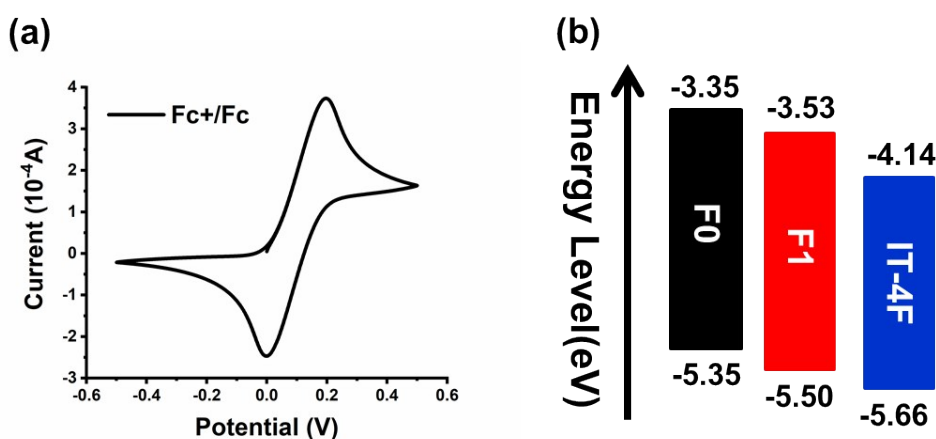 (a)
Fc+/Fc
Current (10⁻⁴A)
4
3
2
1
0
-1
-2
-3
-0.6 -0.4 -0.2 0.0 0.2 0.4 0.6
Potential (V)
(b)
Energy Level(eV)
-3.35
-3.53
-4.14
F0
F1
IT-4F
-5.35
-5.50
-5.66